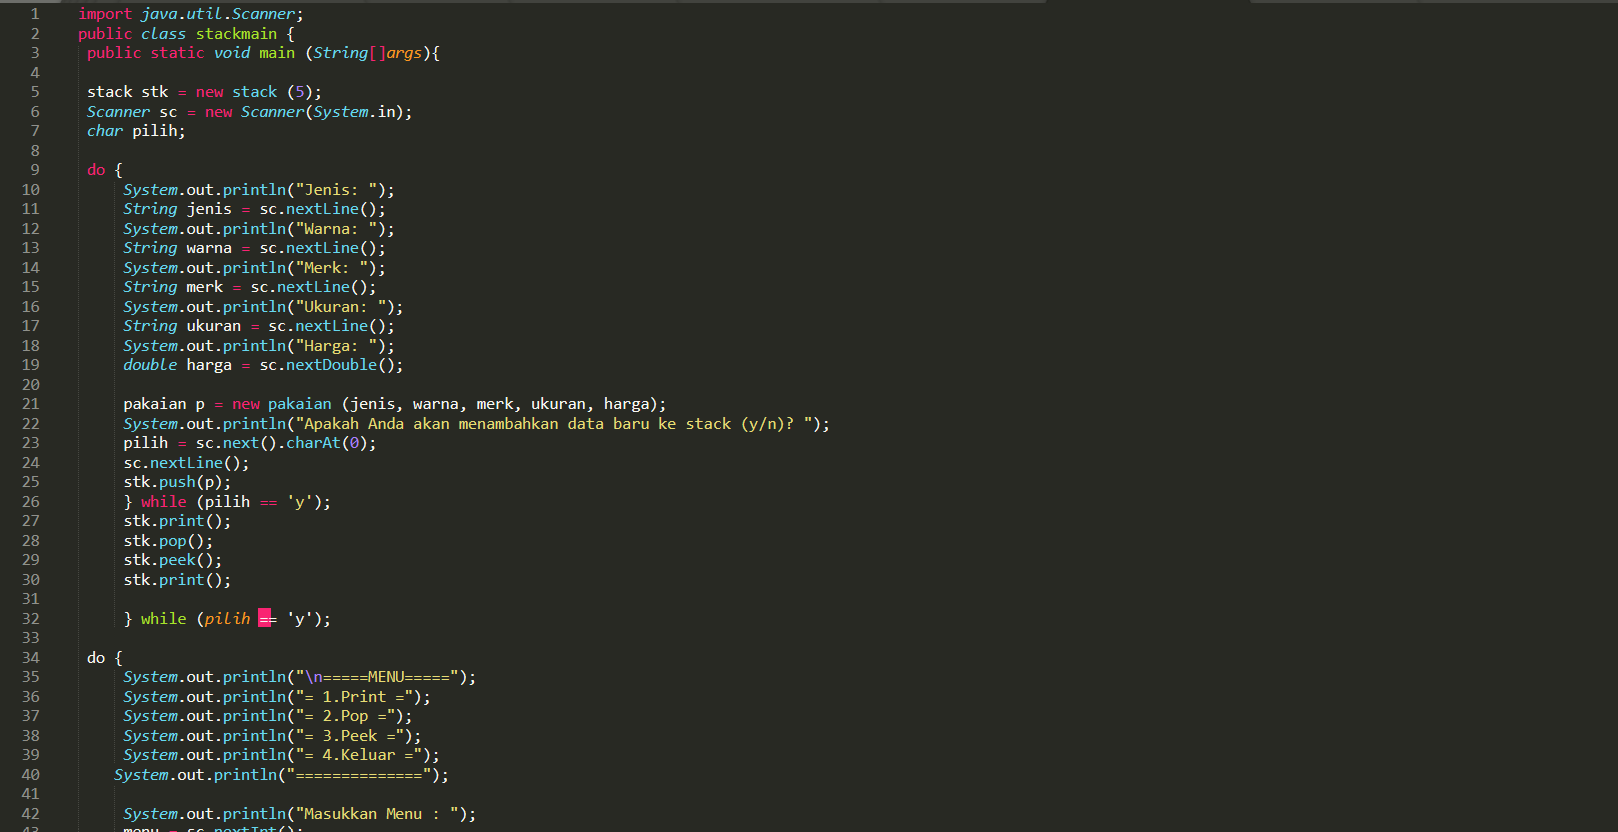 1 import java.util.Scanner;
2 public class stackmain {
3 public static void main (String[]args){
4
5 stack stk = new stack (5);
6 Scanner sc = new Scanner(System.in);
7 char pilih;
8
9 do {
10 System.out.println("Jenis: ");
11 String jenis = sc.nextLine();
12 System.out.println("Warna: ");
13 String warna = sc.nextLine();
14 System.out.println("Merk: ");
15 String merk = sc.nextLine();
16 System.out.println("Ukuran: ");
17 String ukuran = sc.nextLine();
18 System.out.println("Harga: ");
19 double harga = sc.nextDouble();
20
21 pakaian p = new pakaian (jenis, warna, merk, ukuran, harga);
22 System.out.println("Apakah Anda akan menambahkan data baru ke stack (y/n)? ");
23 pilih = sc.next().charAt(0);
24 sc.nextLine();
25 stk.push(p);
26 } while (pilih == 'y');
27 stk.print();
28 stk.pop();
29 stk.peek();
30 stk.print();
31
32 } while (pilih == 'y');
33
34 do {
35 System.out.println("\n=====MENU=====");
36 System.out.println("= 1.Print =");
37 System.out.println("= 2.Pop =");
38 System.out.println("= 3.Peek =");
39 System.out.println("= 4.Keluar =");
40 System.out.println("==============");
41
42 System.out.println("Masukkan Menu : ");
43 menu = sc.nextInt();